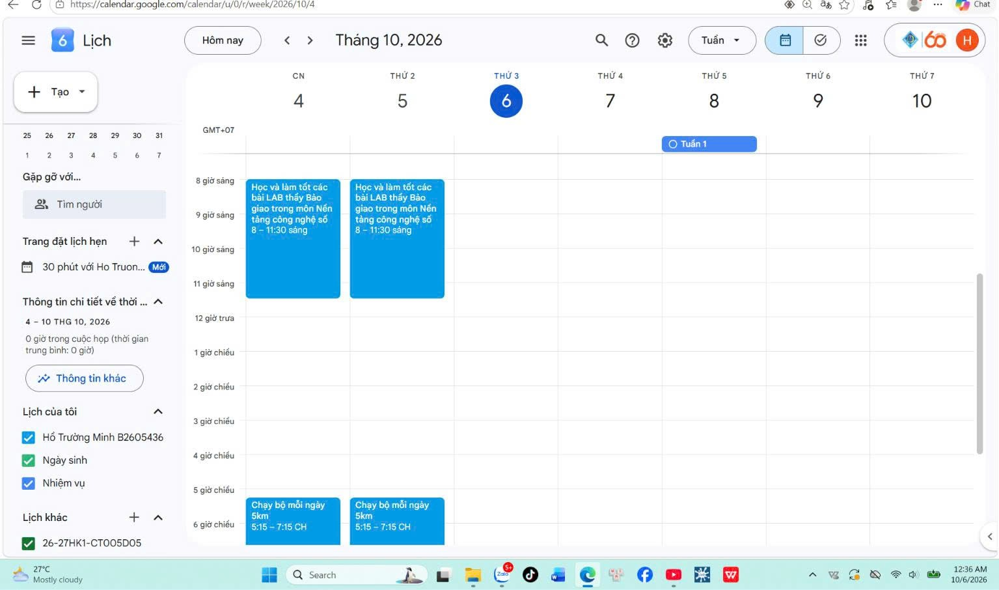 https://calendar.google.com/calendar/u/0/r/week/2026/10/4
Chat
6 Lịch
Hôm nay
Tháng 10, 2026
Tuần
60
H
Tạo
CN
4
THỨ 2
5
THỨ 3
6
THỨ 4
7
THỨ 5
8
THỨ 6
9
THỨ 7
10
GMT+07
Tuần 1
25 26 27 28 29 30 31
1 2 3 4 5 6 7
Gặp gỡ với...
Tìm người
Trang đặt lịch hẹn
30 phút với Ho Truon... Mới
Thông tin chi tiết về thời ...
4 – 10 THG 10, 2026
0 giờ trong cuộc họp (thời gian
trung bình: 0 giờ)
Thông tin khác
Lịch của tôi
Hồ Trường Minh B2605436
Ngày sinh
Nhiệm vụ
Lịch khác
26-27HK1-CT005D05
8 giờ sáng
9 giờ sáng
10 giờ sáng
11 giờ sáng
12 giờ trưa
1 giờ chiều
2 giờ chiều
3 giờ chiều
4 giờ chiều
5 giờ chiều
6 giờ chiều
Học và làm tốt các
bài LAB thầy Bảo
giao trong môn Nền
tảng công nghệ số
8 – 11:30 sáng
Học và làm tốt các
bài LAB thầy Bảo
giao trong môn Nền
tảng công nghệ số
8 – 11:30 sáng
Chạy bộ mỗi ngày
5km
5:15 – 7:15 CH
Chạy bộ mỗi ngày
5km
5:15 – 7:15 CH
27°C
Mostly cloudy
Search
Zalo
5+
12:36 AM
10/6/2026